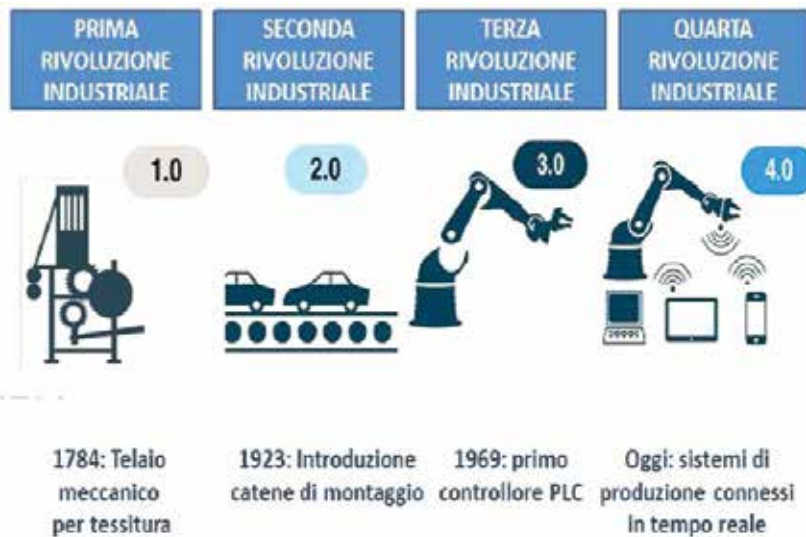 PRIMA
RIVOLUZIONE
INDUSTRIALE
SECONDA
RIVOLUZIONE
INDUSTRIALE
TERZA
RIVOLUZIONE
INDUSTRIALE
QUARTA
RIVOLUZIONE
INDUSTRIALE
1.0
2.0
3.0
4.0
1784: Telaio
meccanico
per tessitura
1923: Introduzione
catene di montaggio
1969: primo
controllore PLC
Oggi: sistemi di
produzione connessi
in tempo reale